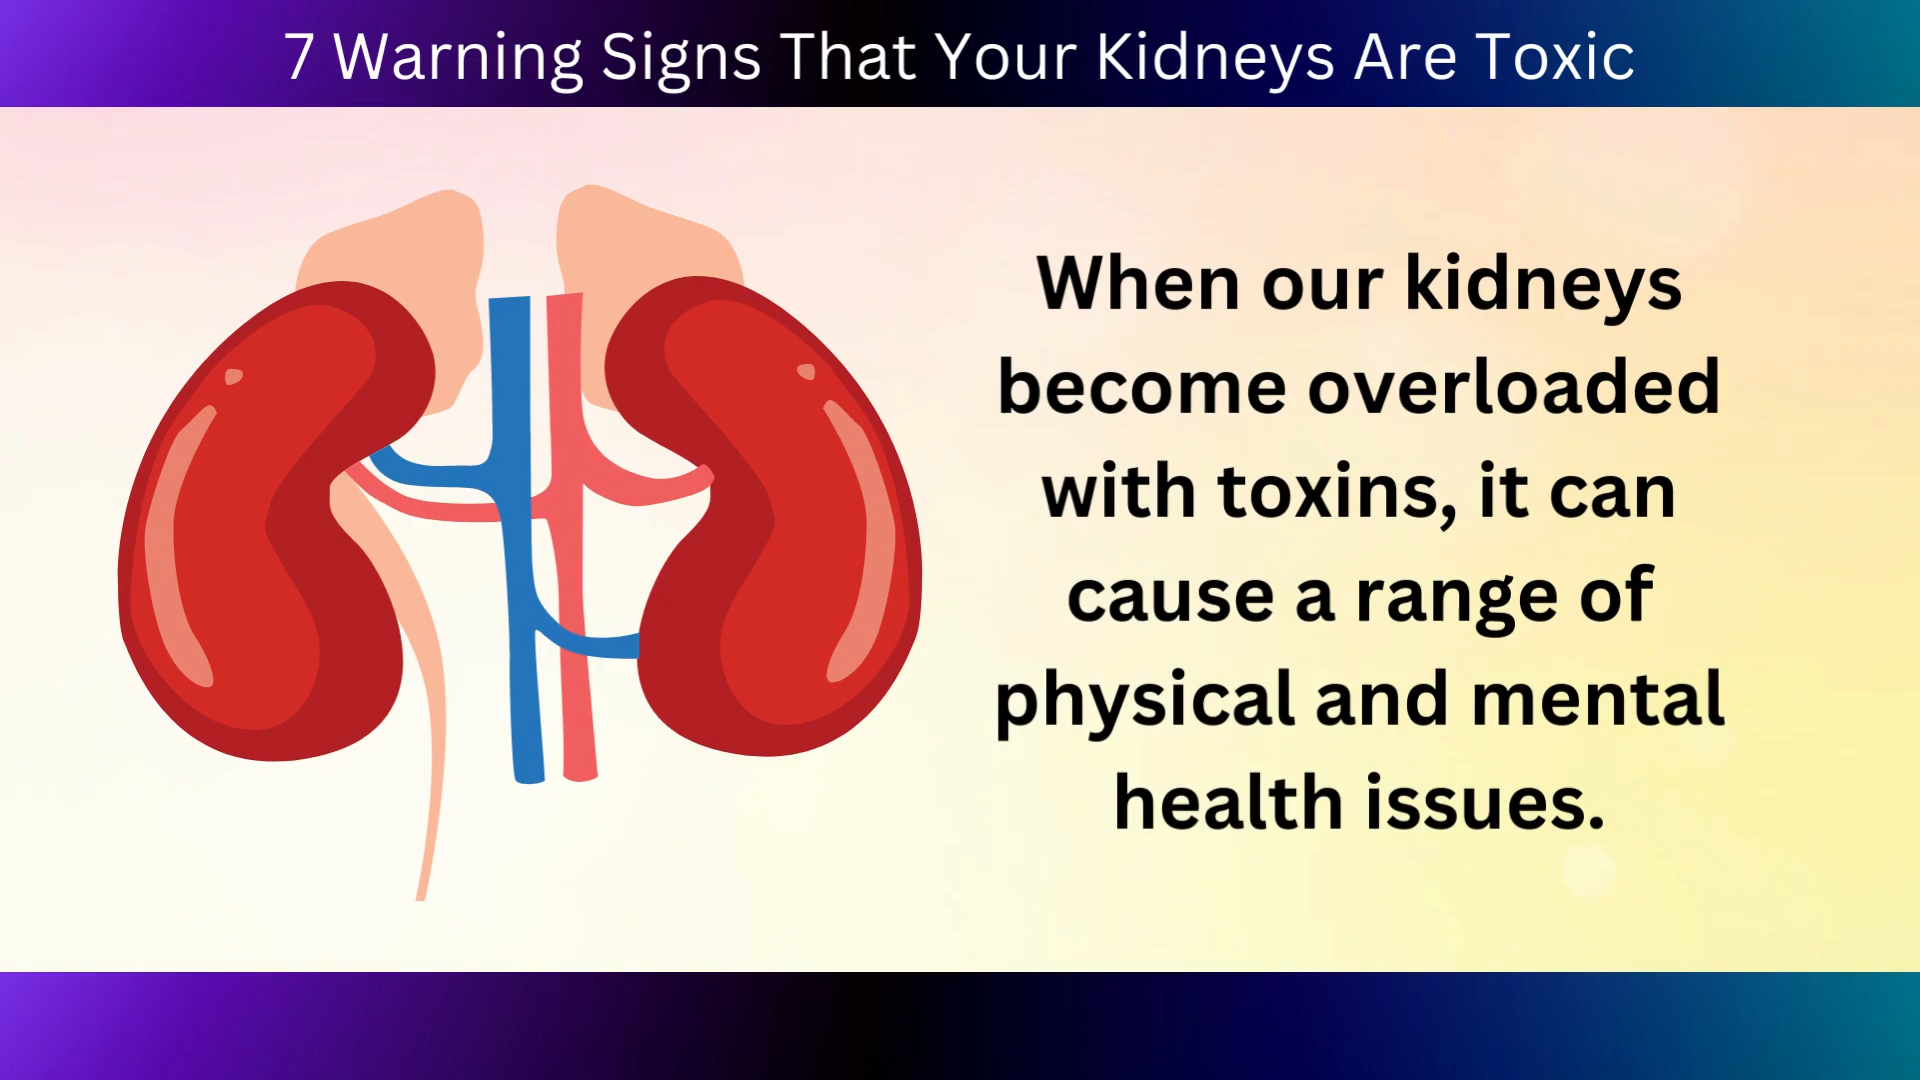 7 Warning Signs That Your Kidneys Are Toxic
When our kidneys
become overloaded
with toxins, it can
cause a range of
physical and mental
health issues.